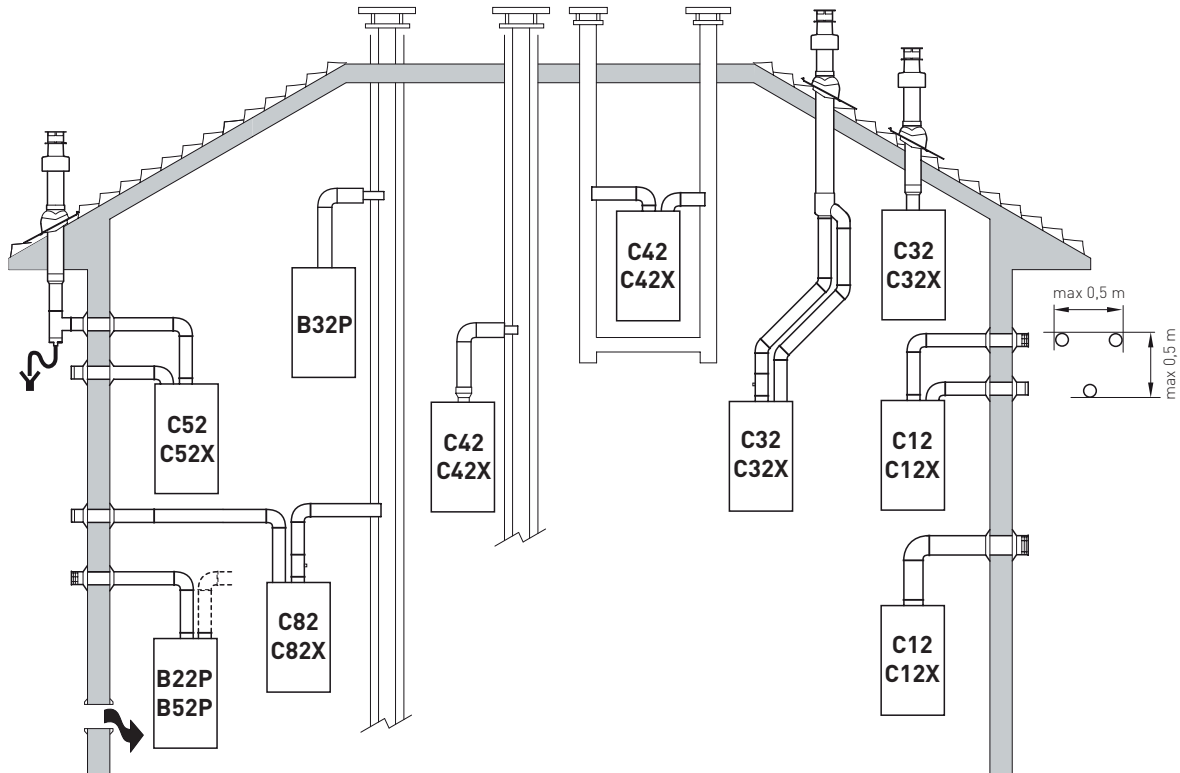 C32
C32X
C42
C42X
max 0,5 m
max 0,5 m
B32P
C52
C52X
C42
C42X
C32
C32X
C12
C12X
C82
C82X
C12
C12X
B22P
B52P